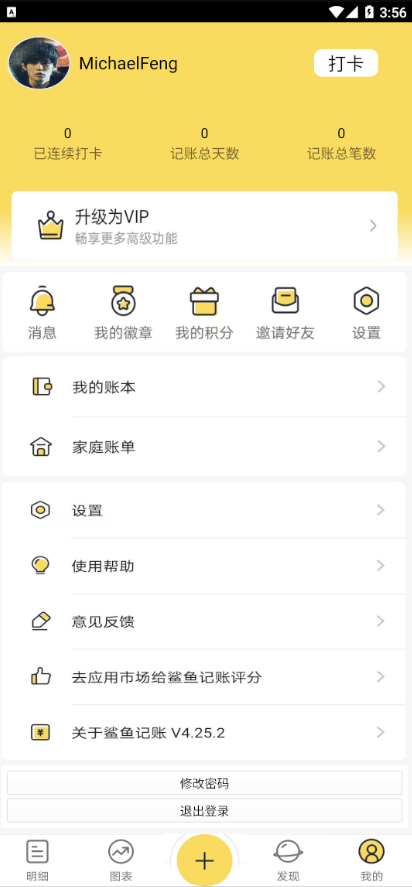 A
3:56
MichaelFeng
打卡
0
0
0
已连续打卡
记账总天数
记账总笔数
升级为VIP
畅享更多高级功能
消息
我的徽章
我的积分
邀请好友
设置
我的账本
家庭账单
设置
使用帮助
意见反馈
去应用市场给鲨鱼记账评分
¥
关于鲨鱼记账 V4.25.2
修改密码
退出登录
明细
图表
发现
我的